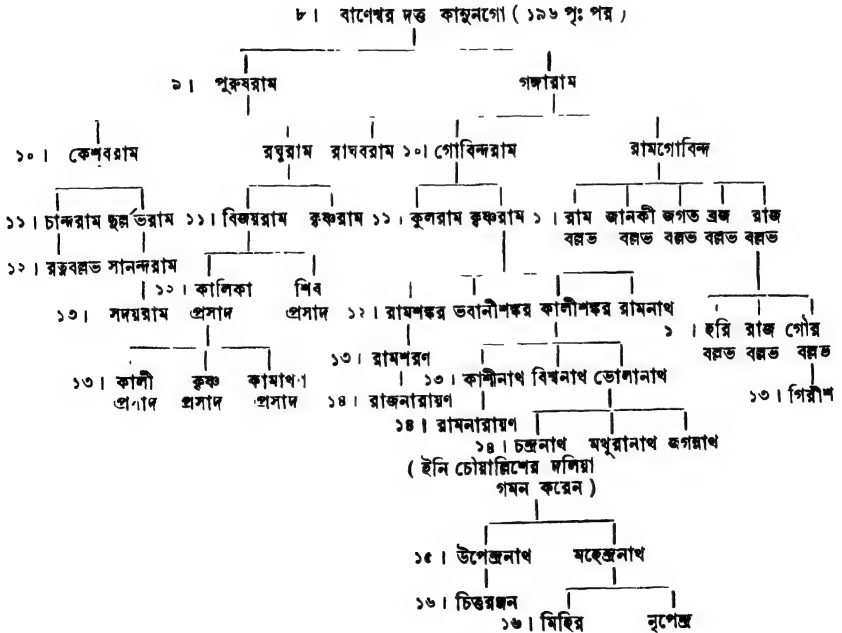 ৮। বাণেশ্বর দত্ত কানুনগো ( ১৯৬ পৃঃ পর )
৯। পুরুষরাম গঙ্গারাম
১০। কেশবরাম রঘুরাম রাঘবরাম ১০। গোবিন্দরাম রামগোবিন্দ
১১। চান্দরাম দুর্লভরাম ১১। বিজয়রাম কৃষ্ণরাম ১১। কুলরাম কৃষ্ণরাম ১। রাম জানকী জগত ব্রজ রাজ
বল্লভ বল্লভ বল্লভ বল্লভ বল্লভ
১২। রত্নবল্লভ সানন্দরাম
১২। কালিকা শিব
প্রসাদ প্রসাদ
১৩। সদয়রাম
১২। রামশঙ্কর ভবানীশঙ্কর কালীশঙ্কর রামনাথ
১। হরি রাজ গৌর
বল্লভ বল্লভ বল্লভ
১৩। রামশরণ
১৩। কালী কৃষ্ণ কামাখ্যা
প্রসাদ প্রসাদ প্রসাদ
১৩। কাশীনাথ বিশ্বনাথ ভোলানাথ
১৩। গিরীশ
১৪। রাজনারায়ণ
১৪। রামনারায়ণ
১৪। চন্দ্রনাথ মথুরানাথ জগন্নাথ
( ইনি চোয়াল্লিশের দলিয়া
গমন করেন )
১৫। উপেন্দ্রনাথ মহেন্দ্রনাথ
১৬। চিত্তরঞ্জন
১৬। মিহির নৃপেন্দ্র